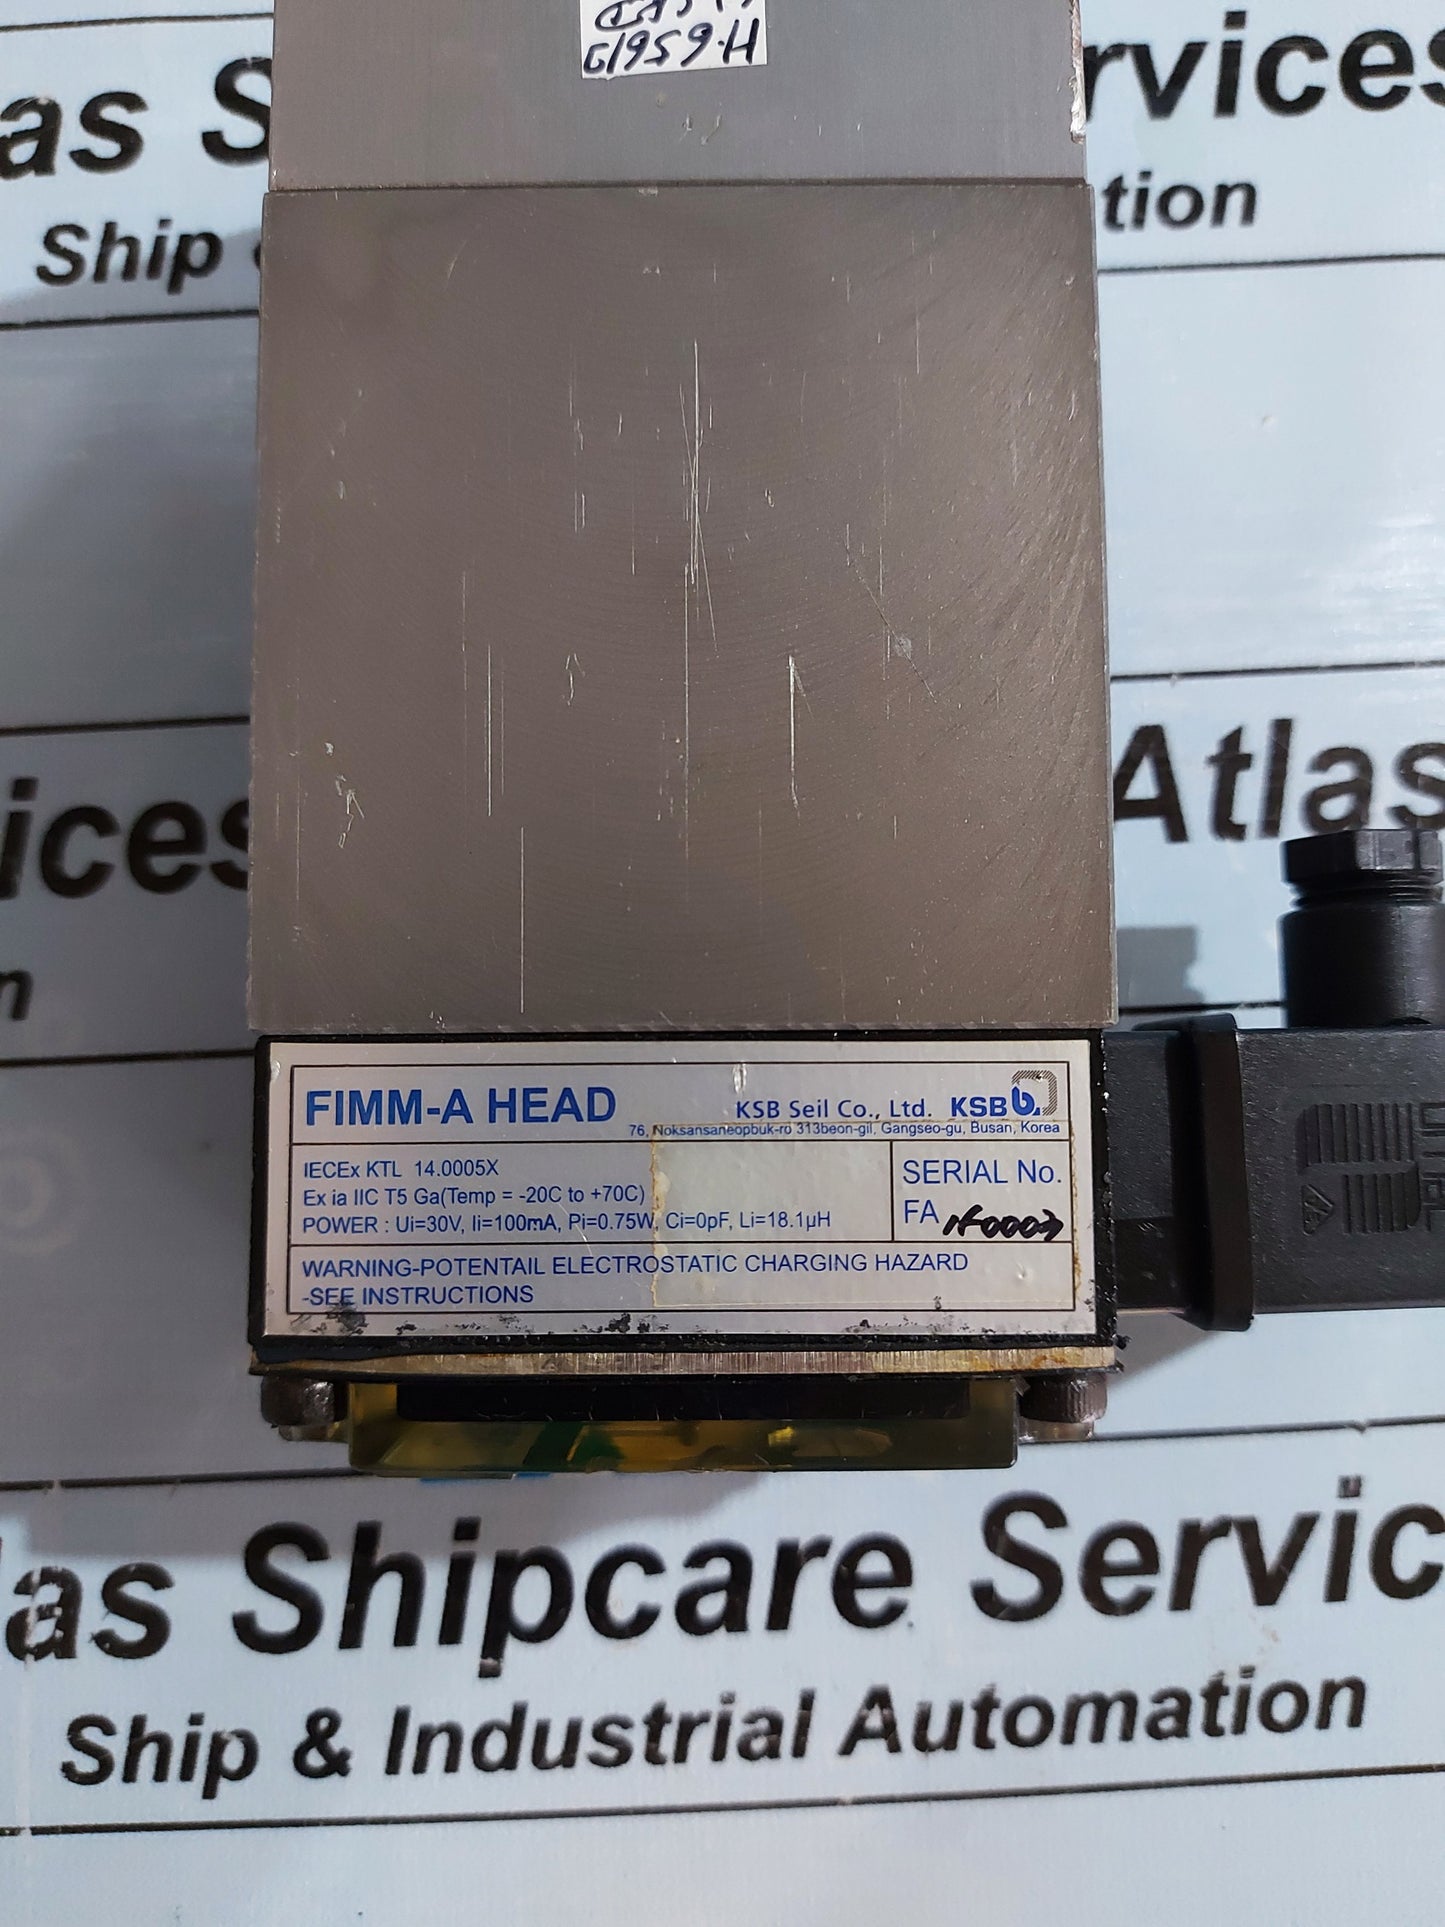 G1959-H
as S
rvices
Ship
tion
ices
Atlas
n
FIMM-A HEAD
KSB Seil Co., Ltd. KSB b.
76, Noksansaneopbuk-ro 313beon-gil, Gangseo-gu, Busan, Korea
IECEx KTL 14.0005X
Ex ia IIC T5 Ga(Temp = -20C to +70C)
POWER : Ui=30V, Ii=100mA, Pi=0.75W, Ci=0pF, Li=18.1µH
SERIAL No.
FA
WARNING-POTENTAIL ELECTROSTATIC CHARGING HAZARD
-SEE INSTRUCTIONS
las Shipcare Servic
Ship & Industrial Automation